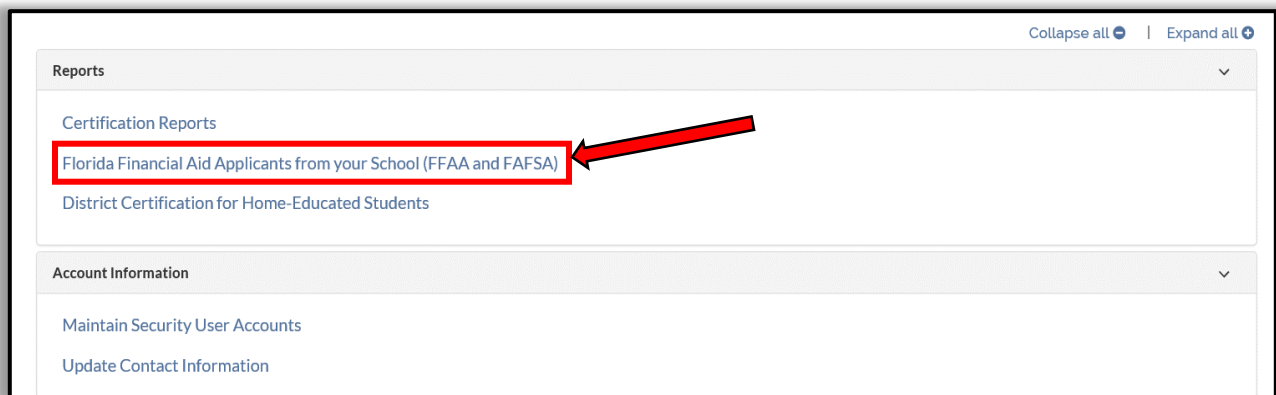 Collapse all | Expand all
Reports
Certification Reports
Florida Financial Aid Applicants from your School (FFAA and FAFSA)
District Certification for Home-Educated Students
Account Information
Maintain Security User Accounts
Update Contact Information